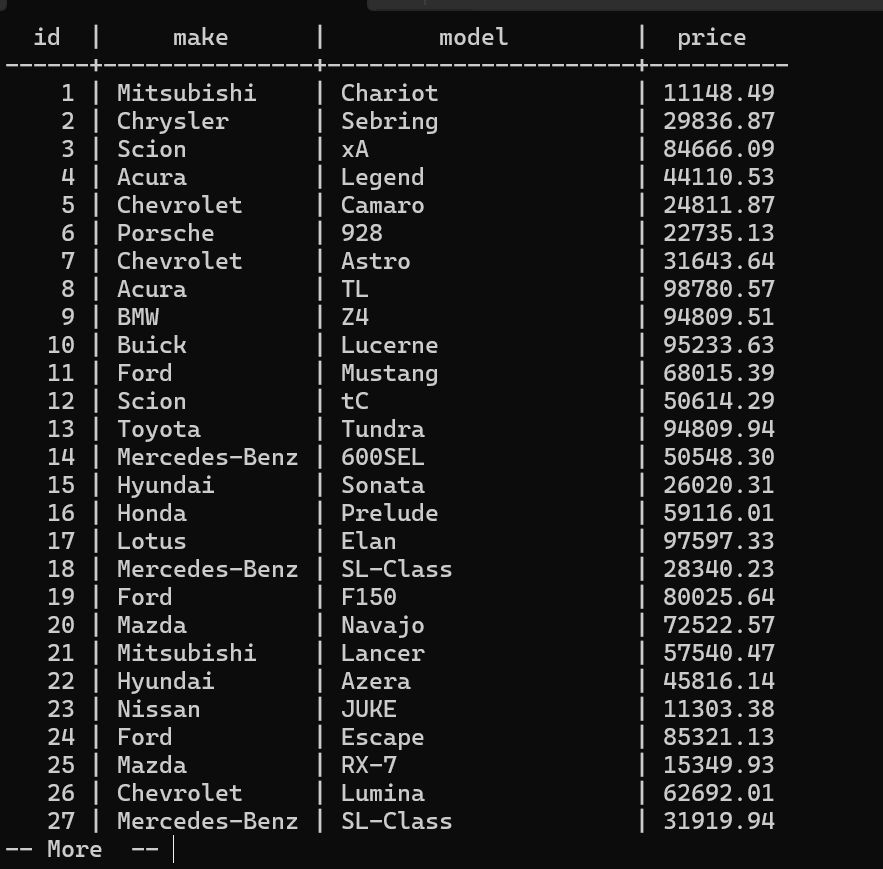 id  |     make      |        model         |  price
------+---------------+----------------------+----------
    1 | Mitsubishi    | Chariot              | 11148.49
    2 | Chrysler      | Sebring              | 29836.87
    3 | Scion         | xA                   | 84666.09
    4 | Acura         | Legend               | 44110.53
    5 | Chevrolet     | Camaro               | 24811.87
    6 | Porsche       | 928                  | 22735.13
    7 | Chevrolet     | Astro                | 31643.64
    8 | Acura         | TL                   | 98780.57
    9 | BMW           | Z4                   | 94809.51
   10 | Buick         | Lucerne              | 95233.63
   11 | Ford          | Mustang              | 68015.39
   12 | Scion         | tC                   | 50614.29
   13 | Toyota        | Tundra               | 94809.94
   14 | Mercedes-Benz | 600SEL               | 50548.30
   15 | Hyundai       | Sonata               | 26020.31
   16 | Honda         | Prelude              | 59116.01
   17 | Lotus         | Elan                 | 97597.33
   18 | Mercedes-Benz | SL-Class             | 28340.23
   19 | Ford          | F150                 | 80025.64
   20 | Mazda         | Navajo               | 72522.57
   21 | Mitsubishi    | Lancer               | 57540.47
   22 | Hyundai       | Azera                | 45816.14
   23 | Nissan        | JUKE                 | 11303.38
   24 | Ford          | Escape               | 85321.13
   25 | Mazda         | RX-7                 | 15349.93
   26 | Chevrolet     | Lumina               | 62692.01
   27 | Mercedes-Benz | SL-Class             | 31919.94
-- More  --